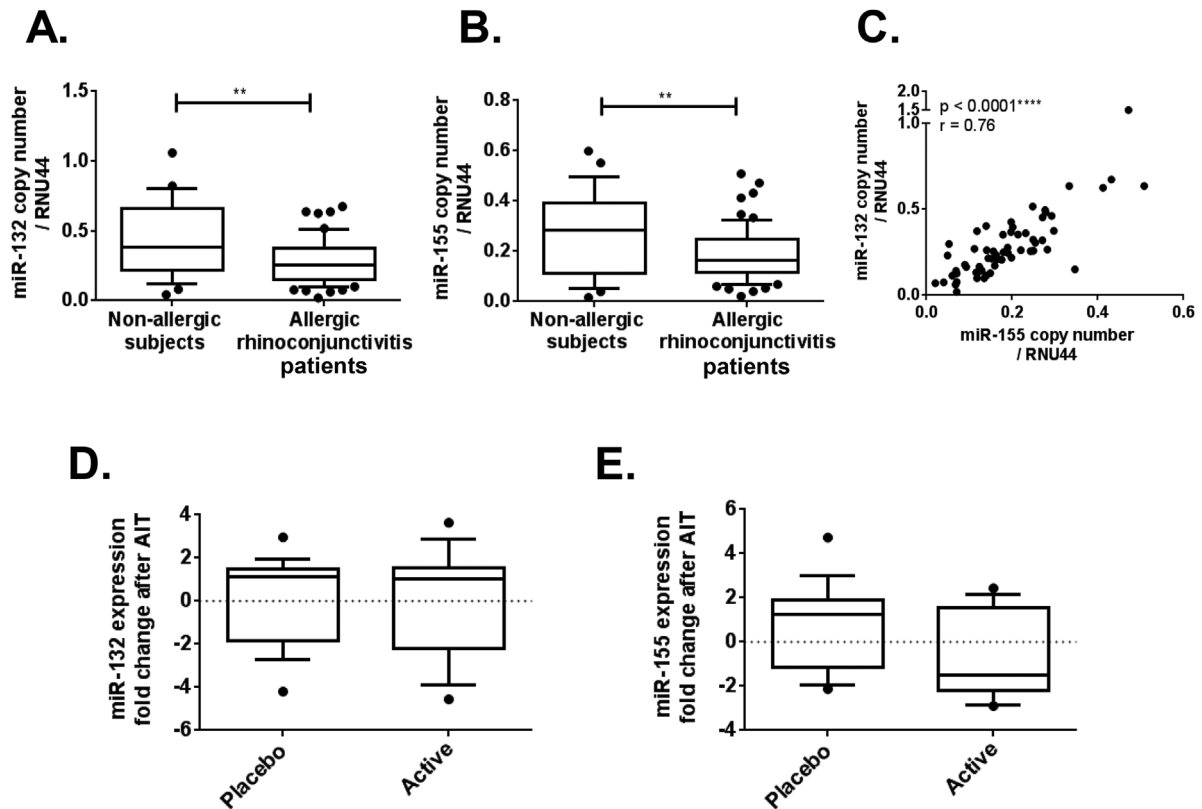 A.
B.
C.
miR-132 copy number
/ RNU44
1.5
1.0
0.5
0.0
**
Non-allergic
subjects
Allergic
rhinoconjunctivitis
patients
miR-155 copy number
/ RNU44
0.8
0.6
0.4
0.2
0.0
**
Non-allergic
subjects
Allergic
rhinoconjunctivitis
patients
miR-132 copy number
/ RNU44
2.0
1.5
1.0
0.5
0.0
p < 0.0001****
r = 0.76
0.0 0.2 0.4 0.6
miR-155 copy number
/ RNU44
D.
E.
miR-132 expression
fold change after AIT
4
2
0
-2
-4
-6
Placebo
Active
miR-155 expression
fold change after AIT
6
4
2
0
-2
-4
Placebo
Active